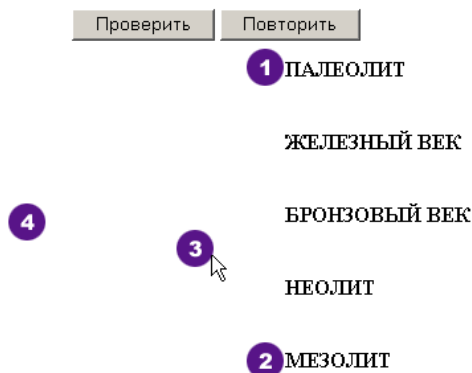 Проверить Повторить
1 ПАЛЕОЛИТ
ЖЕЛЕЗНЫЙ ВЕК
4
БРОНЗОВЫЙ ВЕК
3
НЕОЛИТ
2 МЕЗОЛИТ